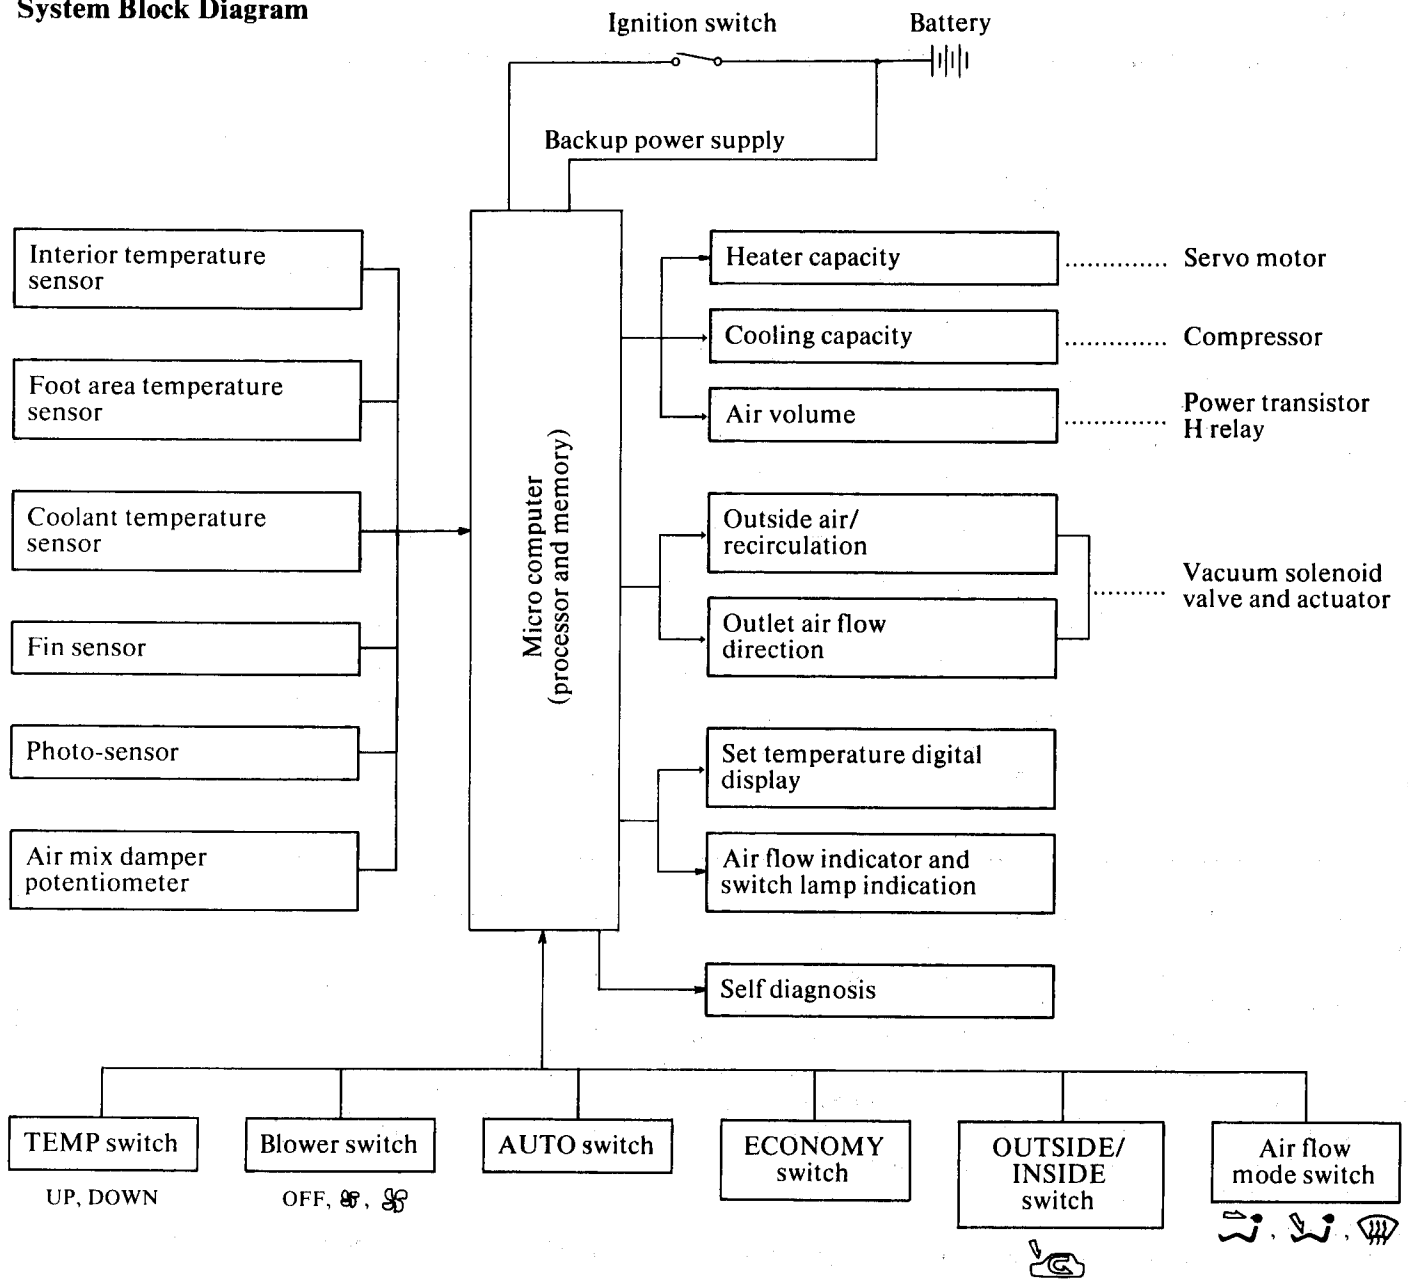 System Block Diagram
Ignition switch
Battery
Backup power supply
Interior temperature
sensor
Foot area temperature
sensor
Coolant temperature
sensor
Fin sensor
Photo-sensor
Air mix damper
potentiometer
Micro computer
(processor and memory)
Heater capacity
Servo motor
Cooling capacity
Compressor
Air volume
Power transistor
H relay
Outside air/
recirculation
Outlet air flow
direction
Vacuum solenoid
valve and actuator
Set temperature digital
display
Air flow indicator and
switch lamp indication
Self diagnosis
TEMP switch
UP, DOWN
Blower switch
OFF, ,
AUTO switch
ECONOMY
switch
OUTSIDE/
INSIDE
switch
Air flow
mode switch